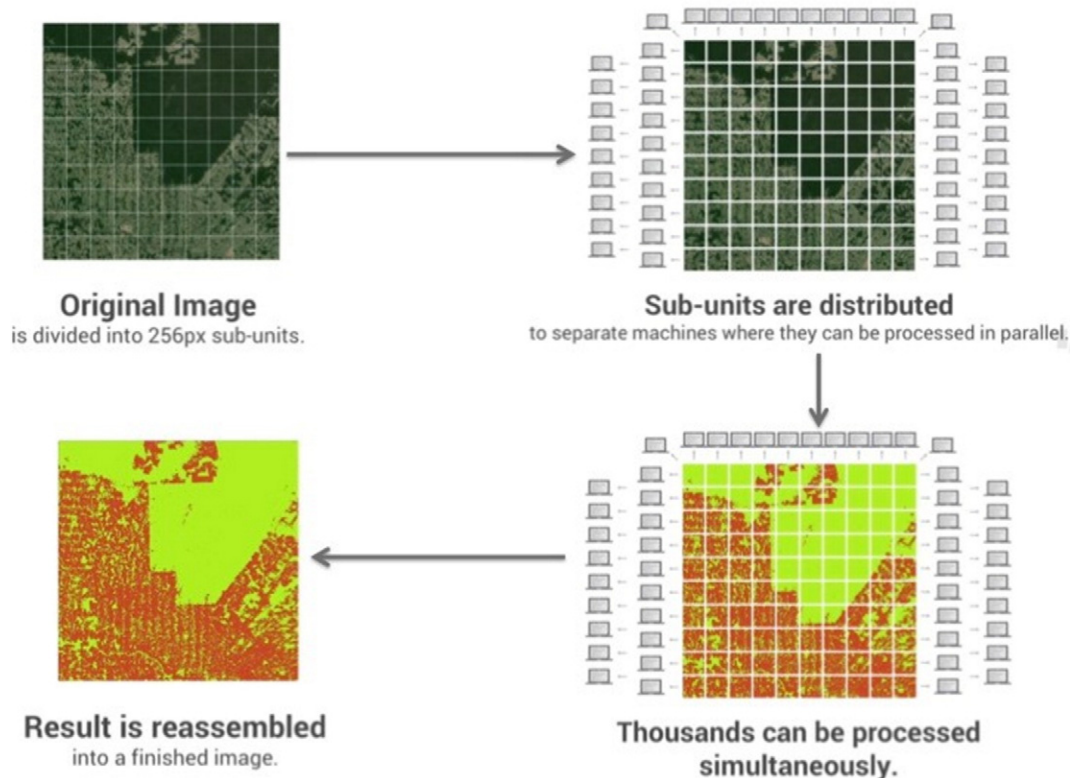 Original Image
is divided into 256px sub-units.
Sub-units are distributed
to separate machines where they can be processed in parallel.
Result is reassembled
into a finished image.
Thousands can be processed
simultaneously.